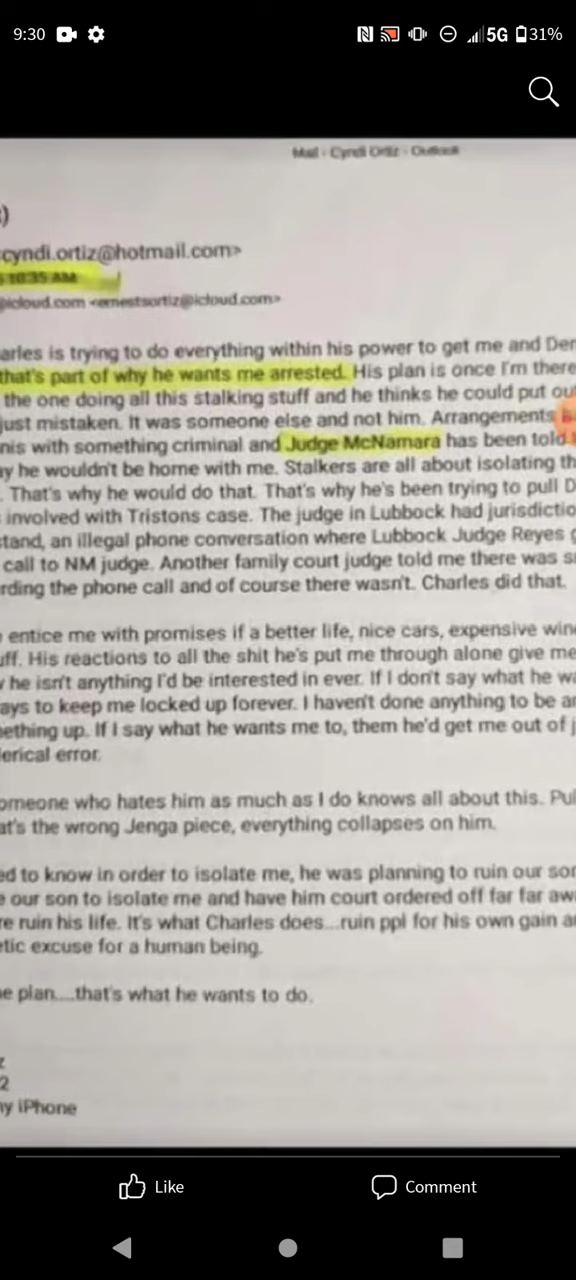 9:30 5G 31%
Mail - Cyndi Ortiz - Outlook
cyndi.ortiz@hotmail.com>
10:35 AM
@icloud.com <ernestsortiz@icloud.com>
arles is trying to do everything within his power to get me and Den
that's part of why he wants me arrested. His plan is once I'm there
the one doing all this stalking stuff and he thinks he could put out
just mistaken. It was someone else and not him. Arrangements
nis with something criminal and Judge McNamara has been told
ay he wouldn't be home with me. Stalkers are all about isolating th
. That's why he would do that. That's why he's been trying to pull D
involved with Tristons case. The judge in Lubbock had jurisdictio
stand, an illegal phone conversation where Lubbock Judge Reyes
call to NM judge. Another family court judge told me there was
rding the phone call and of course there wasn't. Charles did that.
entice me with promises if a better life, nice cars, expensive wine
uff. His reactions to all the shit he's put me through alone give me
he isn't anything I'd be interested in ever. If I don't say what he wa
ays to keep me locked up forever. I haven't done anything to be ar
ething up. If I say what he wants me to, them he'd get me out of j
lerical error.
omeone who hates him as much as I do knows all about this. Pul
at's the wrong Jenga piece, everything collapses on him.
ed to know in order to isolate me, he was planning to ruin our son
e our son to isolate me and have him court ordered off far far awa
re ruin his life. It's what Charles does...ruin ppl for his own gain a
etic excuse for a human being.
e plan....that's what he wants to do.
z
2
ny iPhone
Like Comment